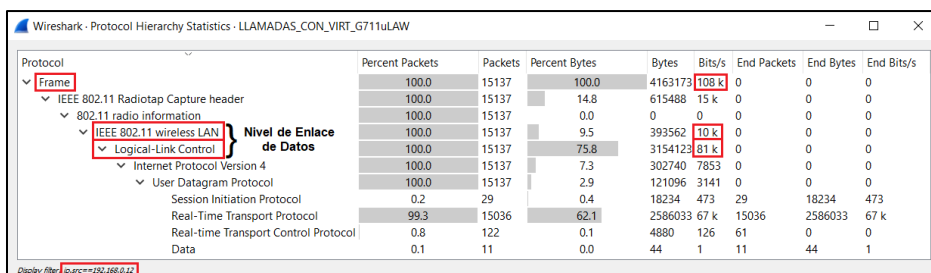 Wireshark · Protocol Hierarchy Statistics · LLAMADAS_CON_VIRT_G711uLAW
Protocol Percent Packets Packets Percent Bytes Bytes Bits/s End Packets End Bytes End Bits/s
Frame 100.0 15137 100.0 4163173 108 k 0 0 0
IEEE 802.11 Radiotap Capture header 100.0 15137 14.8 615488 15 k 0 0 0
802.11 radio information 100.0 15137 0.0 0 0 0 0 0
IEEE 802.11 wireless LAN 100.0 15137 9.5 393562 10 k 0 0 0
Nivel de Enlace
de Datos
Logical-Link Control 100.0 15137 75.8 3154123 81 k 0 0 0
Internet Protocol Version 4 100.0 15137 7.3 302740 7853 0 0 0
User Datagram Protocol 100.0 15137 2.9 121096 3141 0 0 0
Session Initiation Protocol 0.2 29 0.4 18234 473 29 18234 473
Real-Time Transport Protocol 99.3 15036 62.1 2586033 67 k 15036 2586033 67 k
Real-time Transport Control Protocol 0.8 122 0.1 4880 126 61 0 0
Data 0.1 11 0.0 44 1 11 44 1
Display filter: ip.src==192.168.0.12